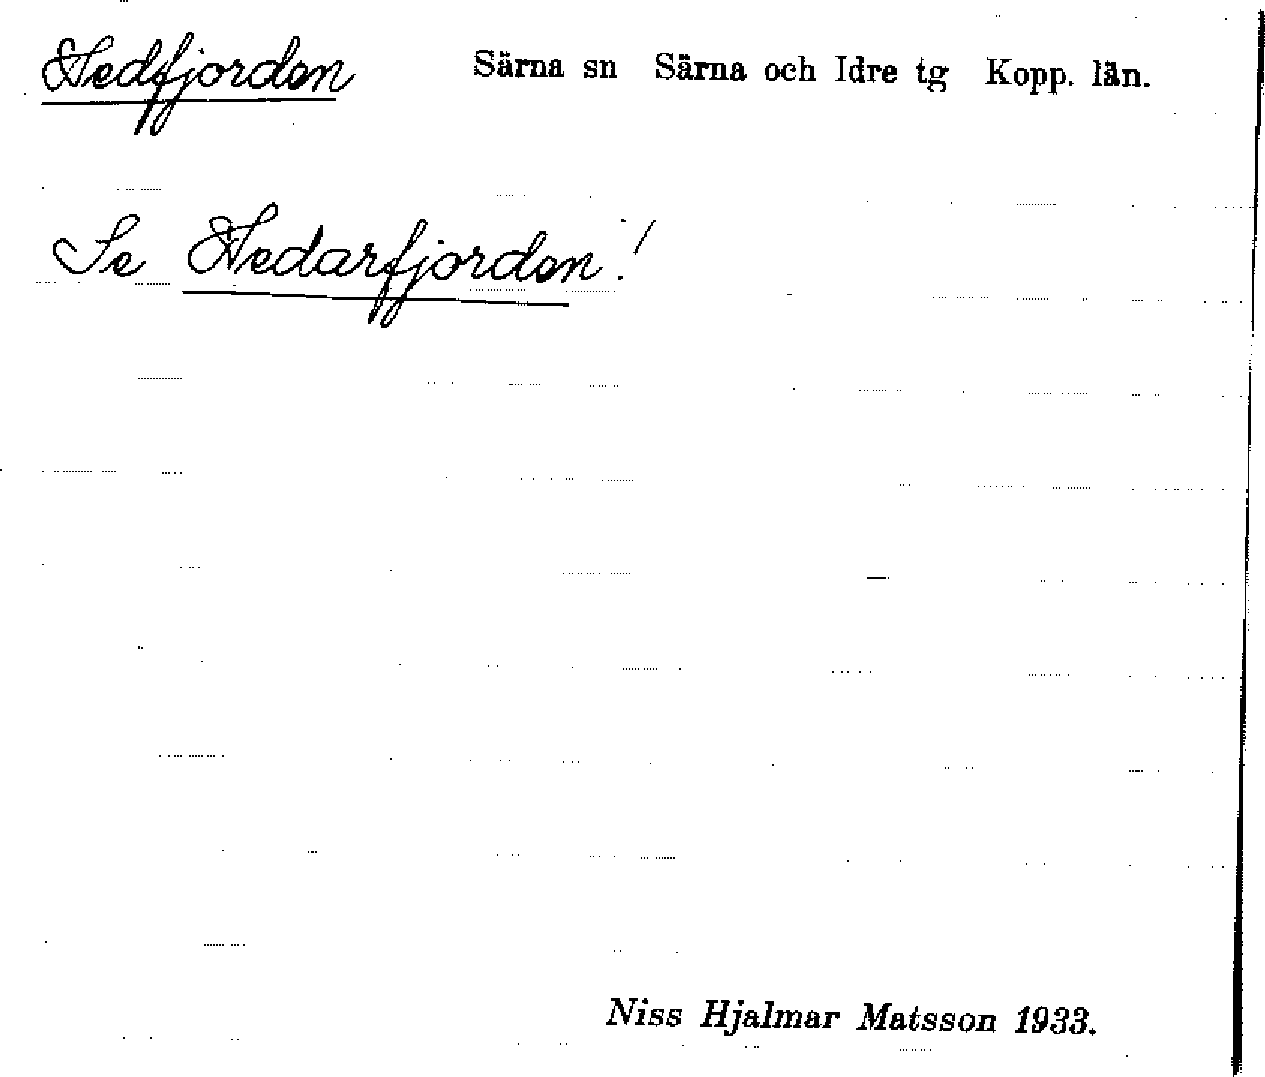 Hedfjorden Särna sn Särna och Idre tg Kopp. län.
Se Hedarfjorden!
Niss Hjalmar Matsson 1933.